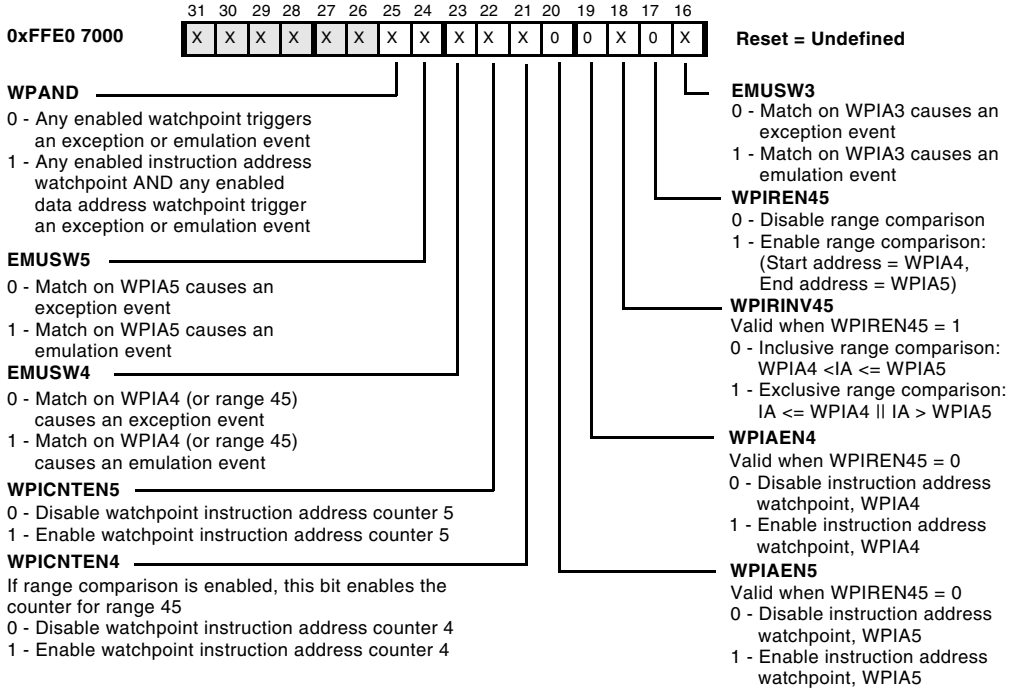 31 30 29 28 27 26 25 24 23 22 21 20 19 18 17 16
0xFFE0 7000 X X X X X X X X X X X 0 0 X 0 X Reset = Undefined
WPAND
0 - Any enabled watchpoint triggers
an exception or emulation event
1 - Any enabled instruction address
watchpoint AND any enabled
data address watchpoint trigger
an exception or emulation event
EMUSW5
0 - Match on WPIA5 causes an
exception event
1 - Match on WPIA5 causes an
emulation event
EMUSW4
0 - Match on WPIA4 (or range 45)
causes an exception event
1 - Match on WPIA4 (or range 45)
causes an emulation event
WPICNTEN5
0 - Disable watchpoint instruction address counter 5
1 - Enable watchpoint instruction address counter 5
WPICNTEN4
If range comparison is enabled, this bit enables the
counter for range 45
0 - Disable watchpoint instruction address counter 4
1 - Enable watchpoint instruction address counter 4
EMUSW3
0 - Match on WPIA3 causes an
exception event
1 - Match on WPIA3 causes an
emulation event
WPIREN45
0 - Disable range comparison
1 - Enable range comparison:
(Start address = WPIA4,
End address = WPIA5)
WPIRINV45
Valid when WPIREN45 = 1
0 - Inclusive range comparison:
WPIA4 <IA <= WPIA5
1 - Exclusive range comparison:
IA <= WPIA4 || IA > WPIA5
WPIAEN4
Valid when WPIREN45 = 0
0 - Disable instruction address
watchpoint, WPIA4
1 - Enable instruction address
watchpoint, WPIA4
WPIAEN5
Valid when WPIREN45 = 0
0 - Disable instruction address
watchpoint, WPIA5
1 - Enable instruction address
watchpoint, WPIA5